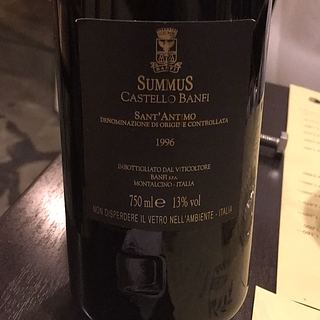 SUMMUS
CASTELLO BANFI
SANT'ANTIMO
DENOMINAZIONE DI ORIGINE CONTROLLATA
1996
IMBOTTIGLIATO DAL VITICOLTORE
BANFI S.P.A.
MONTALCINO - ITALIA
750 ml e 13% vol
NON DISPERDERE IL VETRO NELL'AMBIENTE - ITALIA